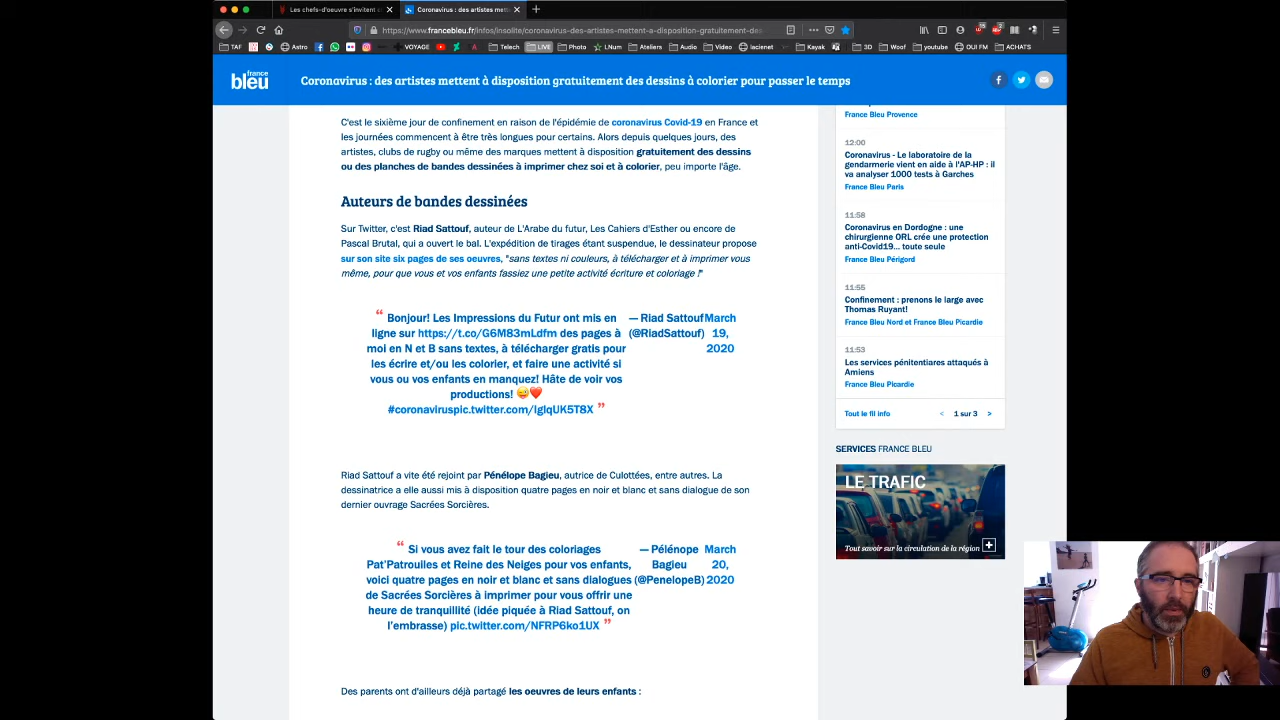 Les chefs-d'oeuvre s'invitent
Coronavirus : des artistes mett
https://www.francebleu.fr/infos/insolite/coronavirus-des-artistes-mettent-a-disposition-gratuitement-des
TAF
Astro
VOYAGE
Telech
LIVE
Photo
LNum
Ateliers
Audio
Video
lacienet
Kayak
3D
Woof
youtube
OUI FM
ACHATS
france
bleu
Coronavirus : des artistes mettent à disposition gratuitement des dessins à colorier pour passer le temps
C'est le sixième jour de confinement en raison de l'épidémie de coronavirus Covid-19 en France et
les journées commencent à être très longues pour certains. Alors depuis quelques jours, des
artistes, clubs de rugby ou même des marques mettent à disposition gratuitement des dessins
ou des planches de bandes dessinées à imprimer chez soi et à colorier, peu importe l'âge.
Auteurs de bandes dessinées
Sur Twitter, c'est Riad Sattouf, auteur de L'Arabe du futur, Les Cahiers d'Esther ou encore de
Pascal Brutal, qui a ouvert le bal. L'expédition de tirages étant suspendue, le dessinateur propose
sur son site six pages de ses oeuvres, "sans textes ni couleurs, à télécharger et à imprimer vous
même, pour que vous et vos enfants fassiez une petite activité écriture et coloriage !"
“ Bonjour! Les Impressions du Futur ont mis en
ligne sur https://t.co/G6M83mLdfm des pages à
moi en N et B sans textes, à télécharger gratis pour
les écrire et/ou les colorier, et faire une activité si
vous ou vos enfants en manquez! Hâte de voir vos
productions! 😜❤️
#coronaviruspic.twitter.com/lglqUK5T8X ”
— Riad Sattouf
(@RiadSattouf)
March
19,
2020
Riad Sattouf a vite été rejoint par Pénélope Bagieu, autrice de Culottées, entre autres. La
dessinatrice a elle aussi mis à disposition quatre pages en noir et blanc et sans dialogue de son
dernier ouvrage Sacrées Sorcières.
“ Si vous avez fait le tour des coloriages
Pat’Patrouilles et Reine des Neiges pour vos enfants,
voici quatre pages en noir et blanc et sans dialogues
de Sacrées Sorcières à imprimer pour vous offrir une
heure de tranquillité (idée piquée à Riad Sattouf, on
l’embrasse) pic.twitter.com/NFRP6ko1UX ”
— Pélénope
Bagieu
(@PenelopeB)
March
20,
2020
Des parents ont d'ailleurs déjà partagé les oeuvres de leurs enfants :
France Bleu Provence
12:00
Coronavirus - Le laboratoire de la
gendarmerie vient en aide à l'AP-HP : il
va analyser 1000 tests à Garches
France Bleu Paris
11:58
Coronavirus en Dordogne : une
chirurgienne ORL crée une protection
anti-Covid19... toute seule
France Bleu Périgord
11:55
Confinement : prenons le large avec
Thomas Ruyant!
France Bleu Nord et France Bleu Picardie
11:53
Les services pénitentiaires attaqués à
Amiens
France Bleu Picardie
Tout le fil info
< 1 sur 3 >
SERVICES FRANCE BLEU
LE TRAFIC
Tout savoir sur la circulation de la région